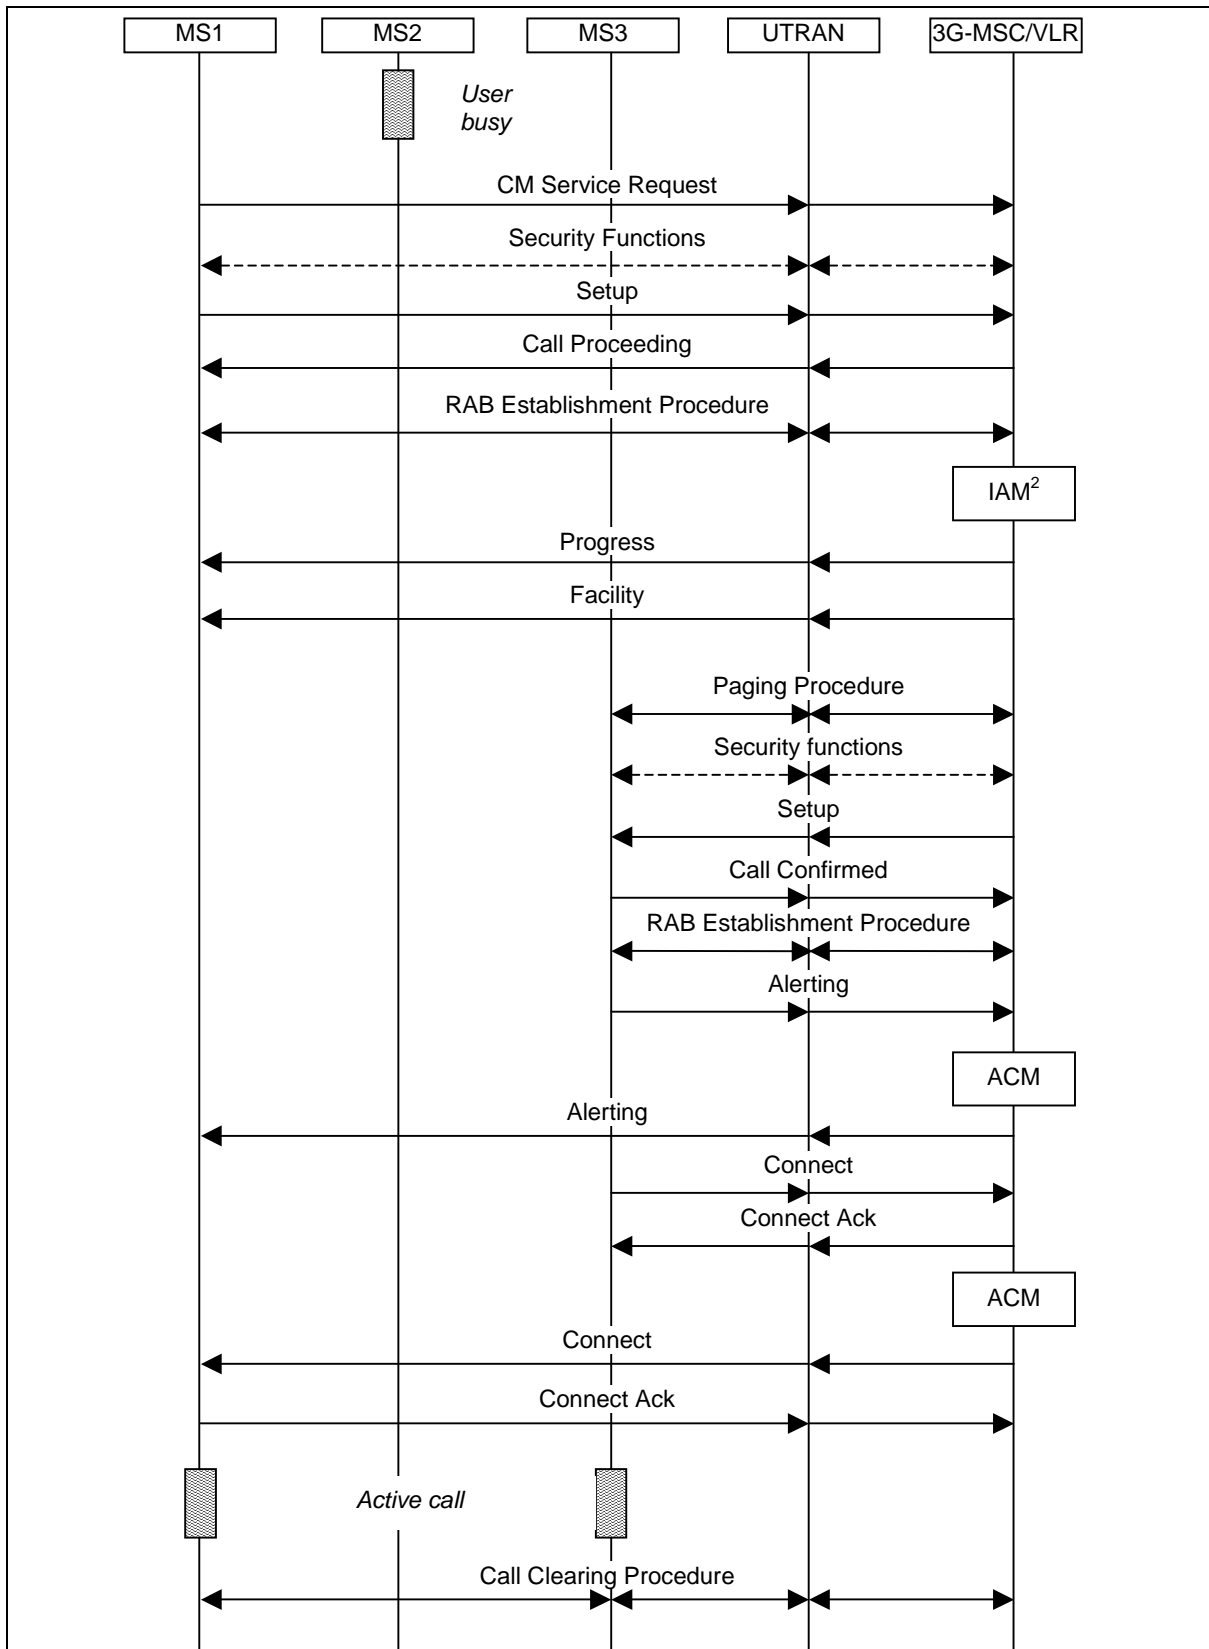 MS1 MS2 MS3 UTRAN 3G-MSC/VLR
User
busy
CM Service Request
Security Functions
Setup
Call Proceeding
RAB Establishment Procedure
IAM²
Progress
Facility
Paging Procedure
Security functions
Setup
Call Confirmed
RAB Establishment Procedure
Alerting
ACM
Alerting
Connect
Connect Ack
ACM
Connect
Connect Ack
Active call
Call Clearing Procedure